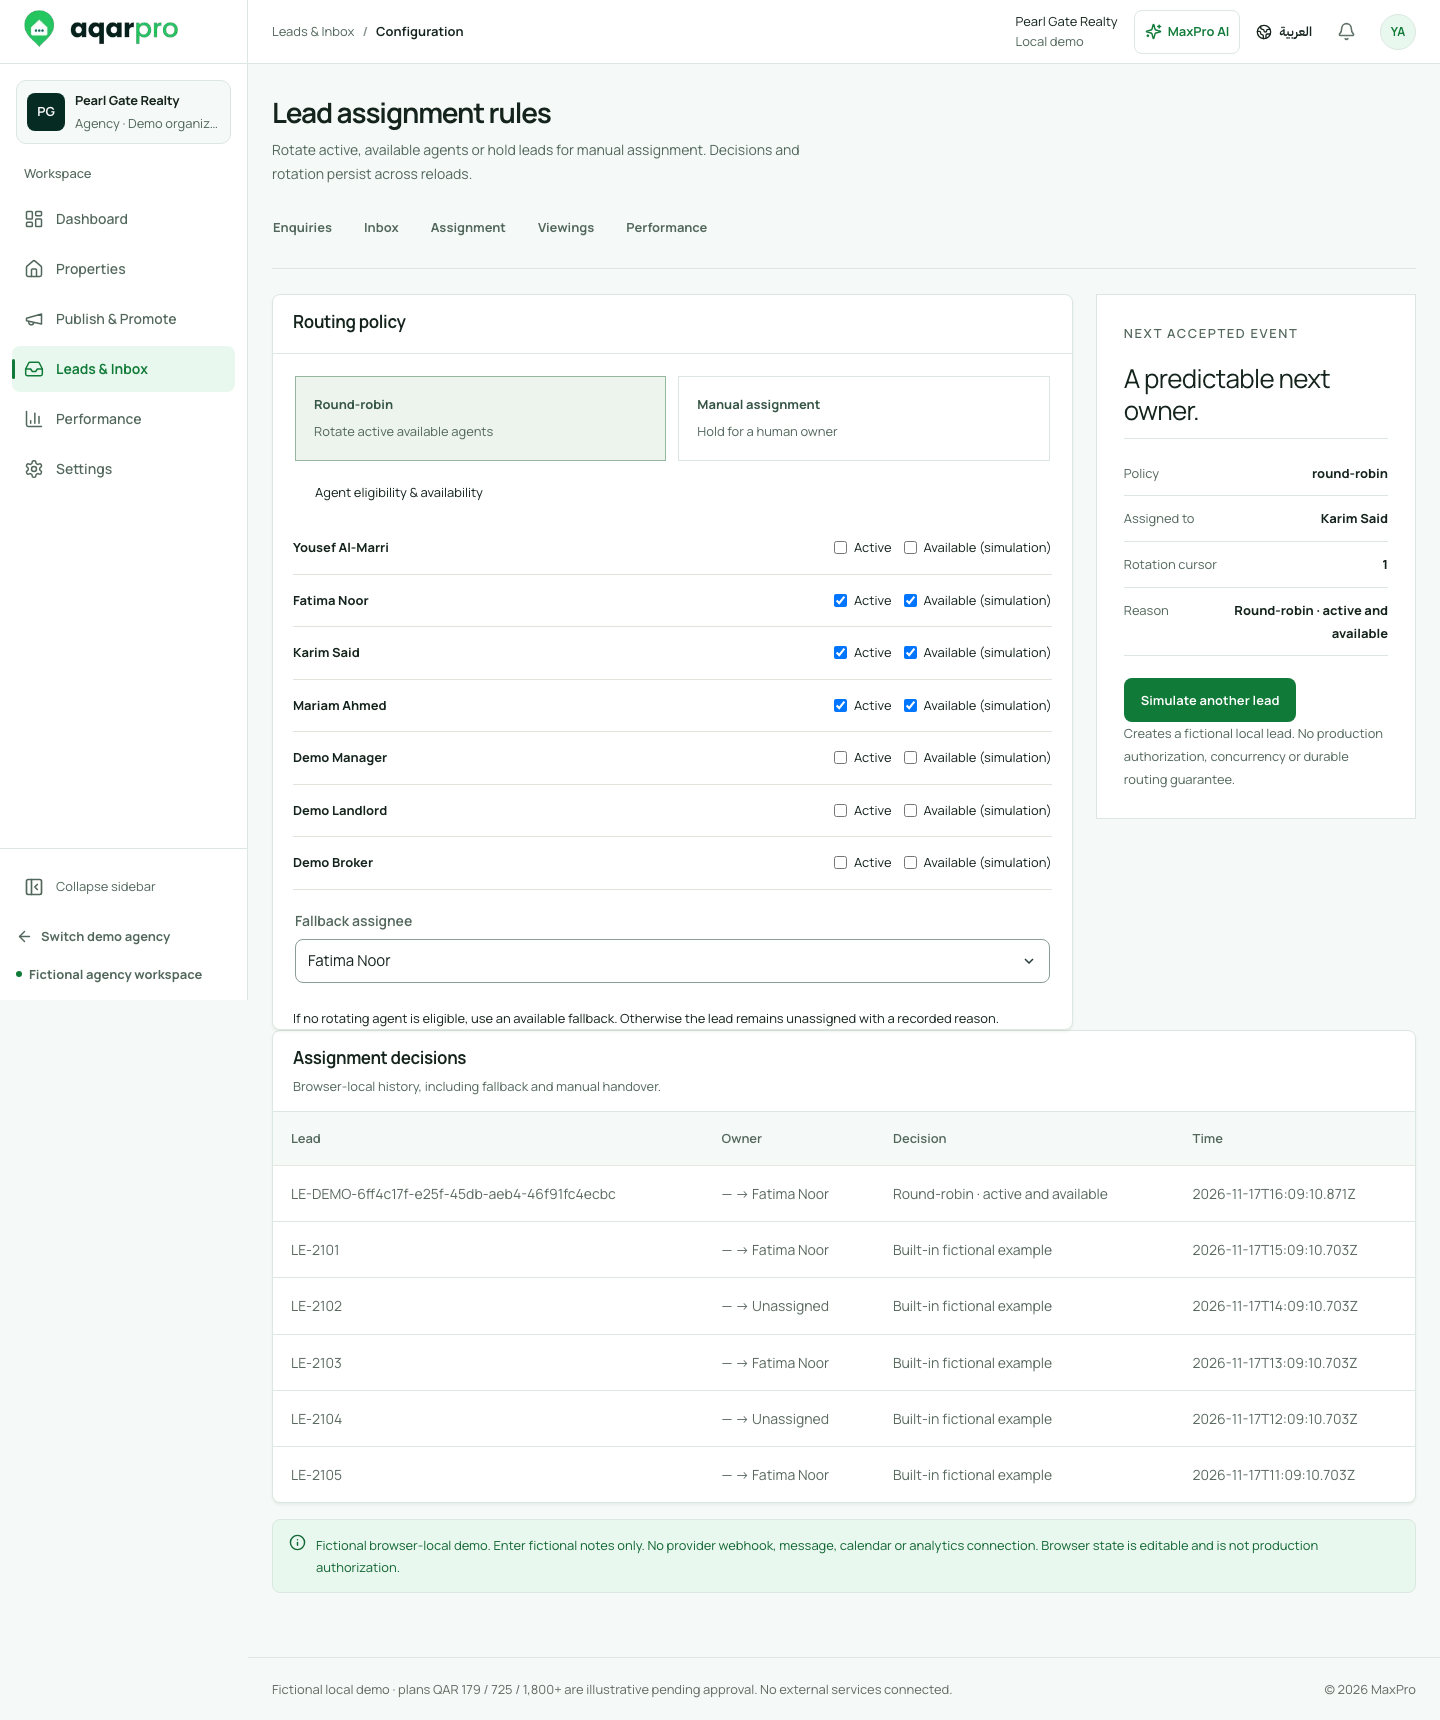 aqarpro
Leads & Inbox / Configuration
Pearl Gate Realty
Local demo
MaxPro AI
العربية
YA
PG
Pearl Gate Realty
Agency · Demo organiz...
Workspace
Dashboard
Properties
Publish & Promote
Leads & Inbox
Performance
Settings
Collapse sidebar
Switch demo agency
Fictional agency workspace
Lead assignment rules
Rotate active, available agents or hold leads for manual assignment. Decisions and
rotation persist across reloads.
Enquiries Inbox Assignment Viewings Performance
Routing policy
Round-robin
Rotate active available agents
Manual assignment
Hold for a human owner
Agent eligibility & availability
Yousef Al-Marri Active Available (simulation)
Fatima Noor Active Available (simulation)
Karim Said Active Available (simulation)
Mariam Ahmed Active Available (simulation)
Demo Manager Active Available (simulation)
Demo Landlord Active Available (simulation)
Demo Broker Active Available (simulation)
Fallback assignee
Fatima Noor
If no rotating agent is eligible, use an available fallback. Otherwise the lead remains unassigned with a recorded reason.
NEXT ACCEPTED EVENT
A predictable next
owner.
Policy round-robin
Assigned to Karim Said
Rotation cursor 1
Reason Round-robin · active and
available
Simulate another lead
Creates a fictional local lead. No production
authorization, concurrency or durable
routing guarantee.
Assignment decisions
Browser-local history, including fallback and manual handover.
Lead Owner Decision Time
LE-DEMO-6ff4c17f-e25f-45db-aeb4-46f91fc4ecbc — → Fatima Noor Round-robin · active and available 2026-11-17T16:09:10.871Z
LE-2101 — → Fatima Noor Built-in fictional example 2026-11-17T15:09:10.703Z
LE-2102 — → Unassigned Built-in fictional example 2026-11-17T14:09:10.703Z
LE-2103 — → Fatima Noor Built-in fictional example 2026-11-17T13:09:10.703Z
LE-2104 — → Unassigned Built-in fictional example 2026-11-17T12:09:10.703Z
LE-2105 — → Fatima Noor Built-in fictional example 2026-11-17T11:09:10.703Z
Fictional browser-local demo. Enter fictional notes only. No provider webhook, message, calendar or analytics connection. Browser state is editable and is not production
authorization.
Fictional local demo · plans QAR 179 / 725 / 1,800+ are illustrative pending approval. No external services connected.
© 2026 MaxPro